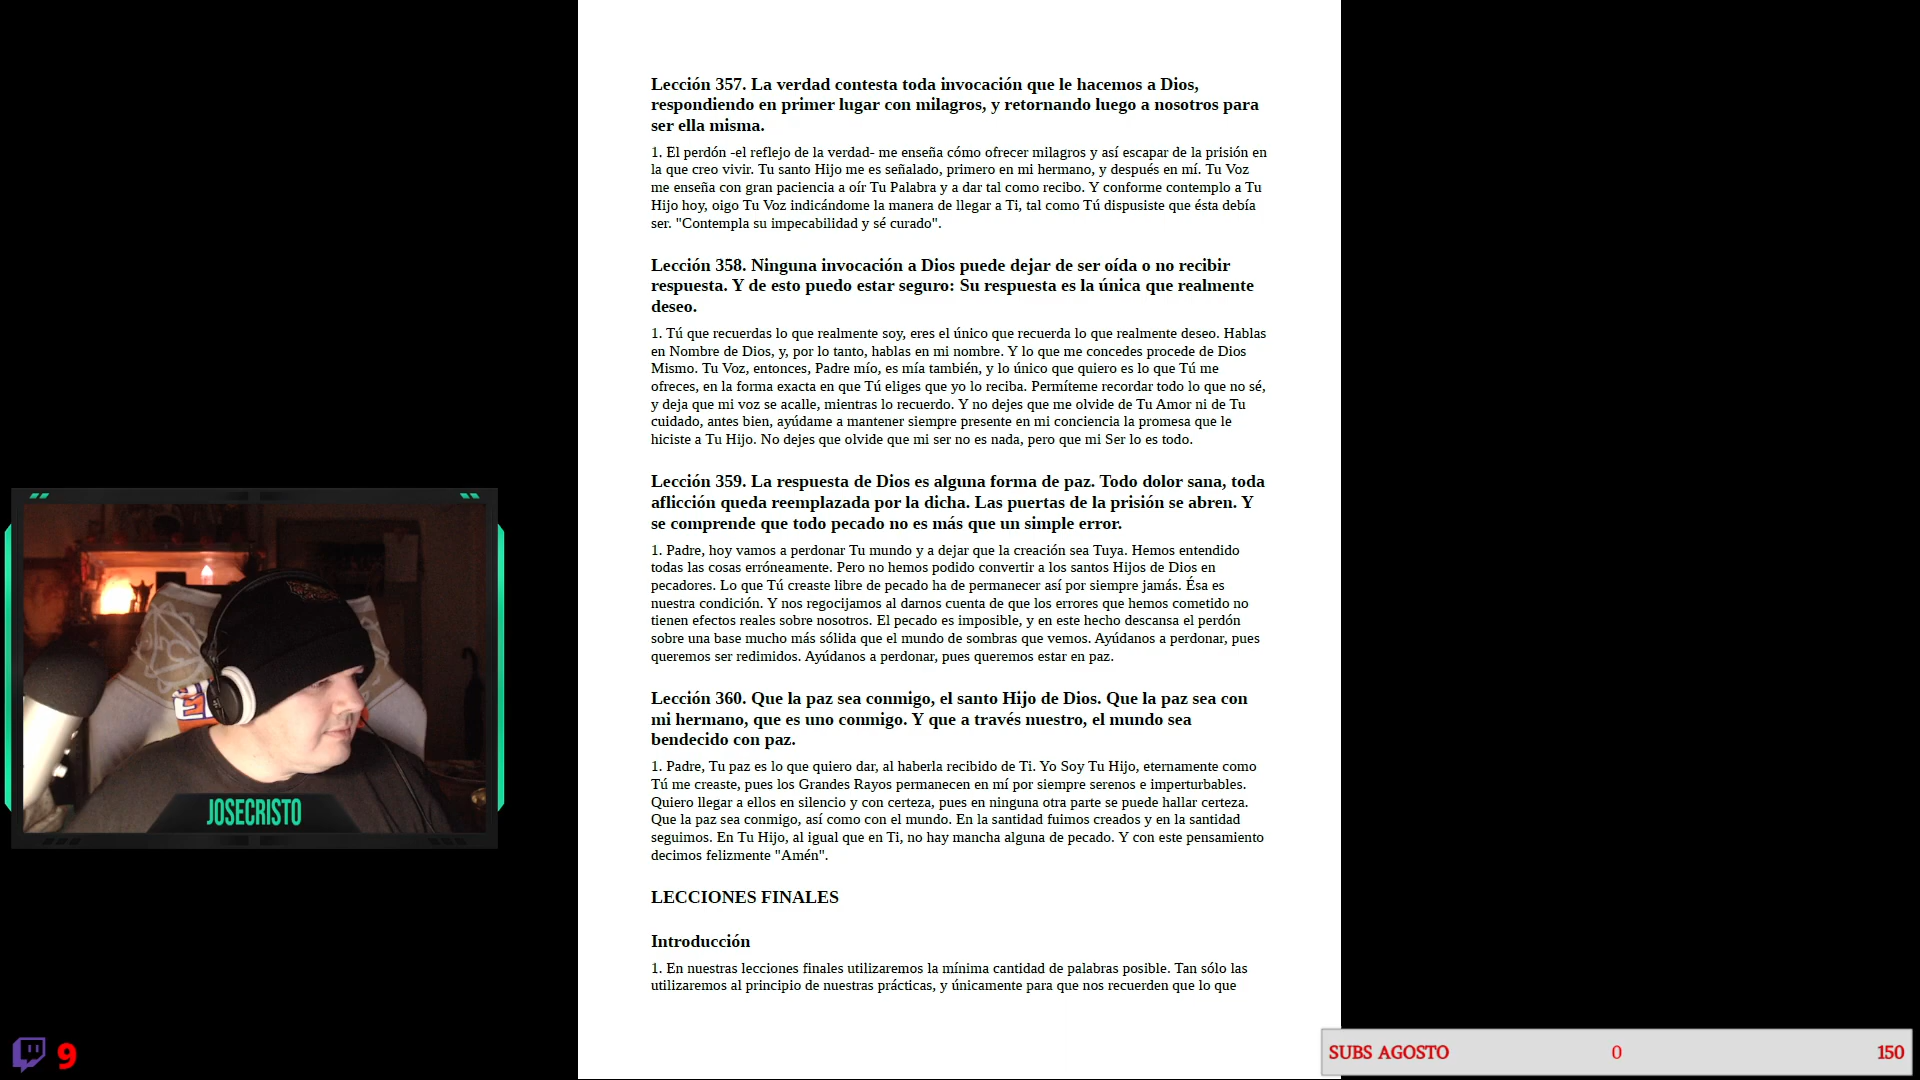 Lección 357. La verdad contesta toda invocación que le hacemos a Dios,
respondiendo en primer lugar con milagros, y retornando luego a nosotros para
ser ella misma.
1. El perdón -el reflejo de la verdad- me enseña cómo ofrecer milagros y así escapar de la prisión en
la que creo vivir. Tu santo Hijo me es señalado, primero en mi hermano, y después en mí. Tu Voz
me enseña con gran paciencia a oír Tu Palabra y a dar tal como recibo. Y conforme contemplo a Tu
Hijo hoy, oigo Tu Voz indicándome la manera de llegar a Ti, tal como Tú dispusiste que ésta debía
ser. "Contempla su impecabilidad y sé curado".
Lección 358. Ninguna invocación a Dios puede dejar de ser oída o no recibir
respuesta. Y de esto puedo estar seguro: Su respuesta es la única que realmente
deseo.
1. Tú que recuerdas lo que realmente soy, eres el único que recuerda lo que realmente deseo. Hablas
en Nombre de Dios, y, por lo tanto, hablas en mi nombre. Y lo que me concedes procede de Dios
Mismo. Tu Voz, entonces, Padre mío, es mía también, y lo único que quiero es lo que Tú me
ofreces, en la forma exacta en que Tú eliges que yo lo reciba. Permíteme recordar todo lo que no sé,
y deja que mi voz se acalle, mientras lo recuerdo. Y no dejes que me olvide de Tu Amor ni de Tu
cuidado, antes bien, ayúdame a mantener siempre presente en mi conciencia la promesa que le
hiciste a Tu Hijo. No dejes que olvide que mi ser no es nada, pero que mi Ser lo es todo.
Lección 359. La respuesta de Dios es alguna forma de paz. Todo dolor sana, toda
aflicción queda reemplazada por la dicha. Las puertas de la prisión se abren. Y
se comprende que todo pecado no es más que un simple error.
1. Padre, hoy vamos a perdonar Tu mundo y a dejar que la creación sea Tuya. Hemos entendido
todas las cosas erróneamente. Pero no hemos podido convertir a los santos Hijos de Dios en
pecadores. Lo que Tú creaste libre de pecado ha de permanecer así por siempre jamás. Ésa es
nuestra condición. Y nos regocijamos al darnos cuenta de que los errores que hemos cometido no
tienen efectos reales sobre nosotros. El pecado es imposible, y en este hecho descansa el perdón
sobre una base mucho más sólida que el mundo de sombras que vemos. Ayúdanos a perdonar, pues
queremos ser redimidos. Ayúdanos a perdonar, pues queremos estar en paz.
Lección 360. Que la paz sea conmigo, el santo Hijo de Dios. Que la paz sea con
mi hermano, que es uno conmigo. Y que a través nuestro, el mundo sea
bendecido con paz.
1. Padre, Tu paz es lo que quiero dar, al haberla recibido de Ti. Yo Soy Tu Hijo, eternamente como
Tú me creaste, pues los Grandes Rayos permanecen en mí por siempre serenos e imperturbables.
Quiero llegar a ellos en silencio y con certeza, pues en ninguna otra parte se puede hallar certeza.
Que la paz sea conmigo, así como con el mundo. En la santidad fuimos creados y en la santidad
seguimos. En Tu Hijo, al igual que en Ti, no hay mancha alguna de pecado. Y con este pensamiento
decimos felizmente "Amén".
LECCIONES FINALES
Introducción
1. En nuestras lecciones finales utilizaremos la mínima cantidad de palabras posible. Tan sólo las
utilizaremos al principio de nuestras prácticas, y únicamente para que nos recuerden que lo que
JOSECRISTO
9
SUBS AGOSTO 0 150